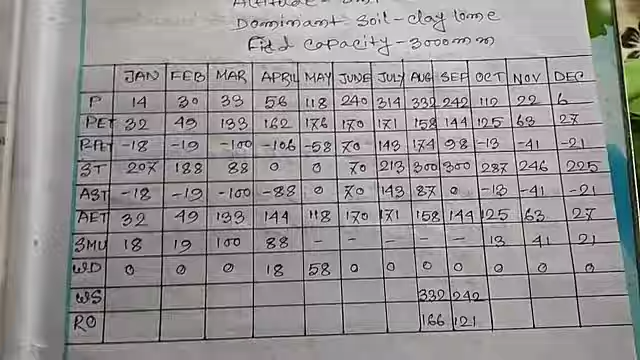 Altitude -
Dominant Soil - clay lome
Field capacity - 3000mm
JAN FEB MAR APRIL MAY JUNE JULY AUG SEP OCT NOV DEC
P 14 30 33 56 118 240 314 332 242 112 22 6
PET 32 49 133 162 176 170 171 158 144 125 63 27
P-PET -18 -19 -100 -106 -58 70 143 174 98 -13 -41 -21
ST 207 188 88 0 0 70 213 300 300 287 246 225
AST -18 -19 -100 -88 0 70 143 87 0 -13 -41 -21
AET 32 49 133 144 118 170 171 158 144 125 63 27
SMU 18 19 100 88 - - - - - 13 41 21
WD 0 0 0 18 58 0 0 0 0 0 0 0
WS 332 242
RO 166 121